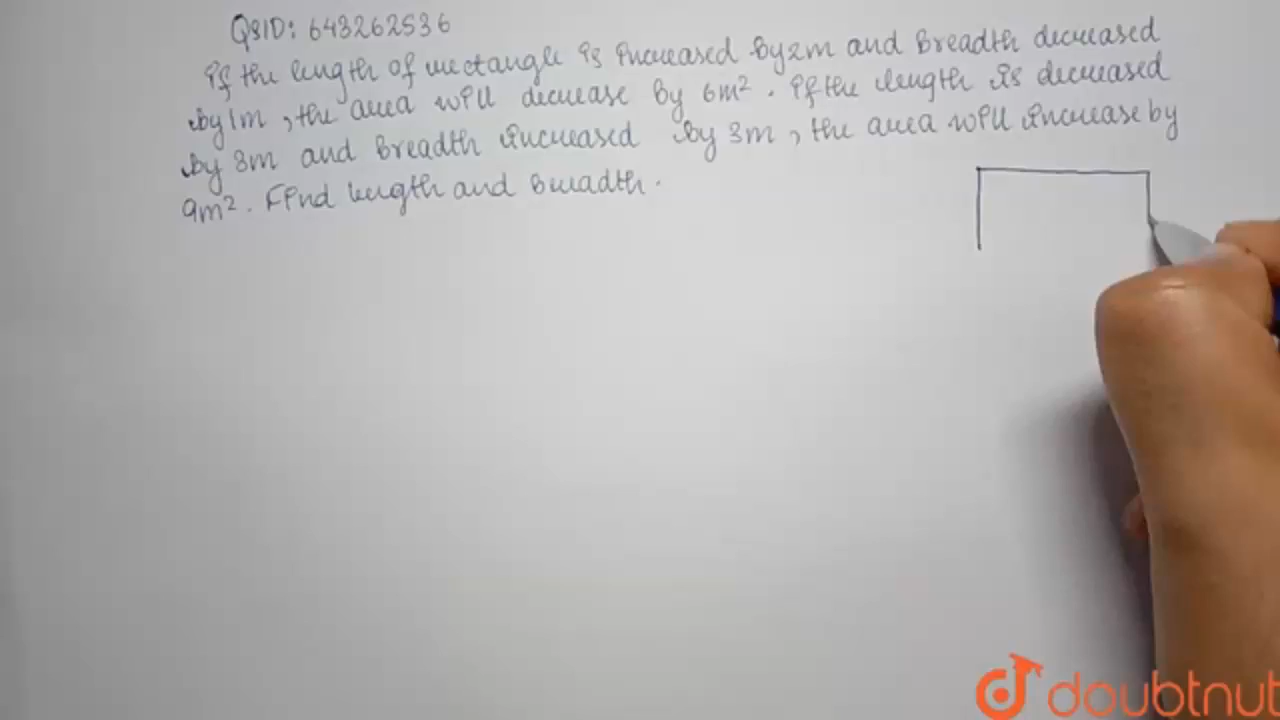 QSID: 643262536
If the length of rectangle is increased by 2m and Breadth decreased
by 1m, the area will decrease by 6m². If the length is decreased
by 3m and Breadth increased by 3m, the area will increase by
9m². Find length and Breadth.
doubtnut